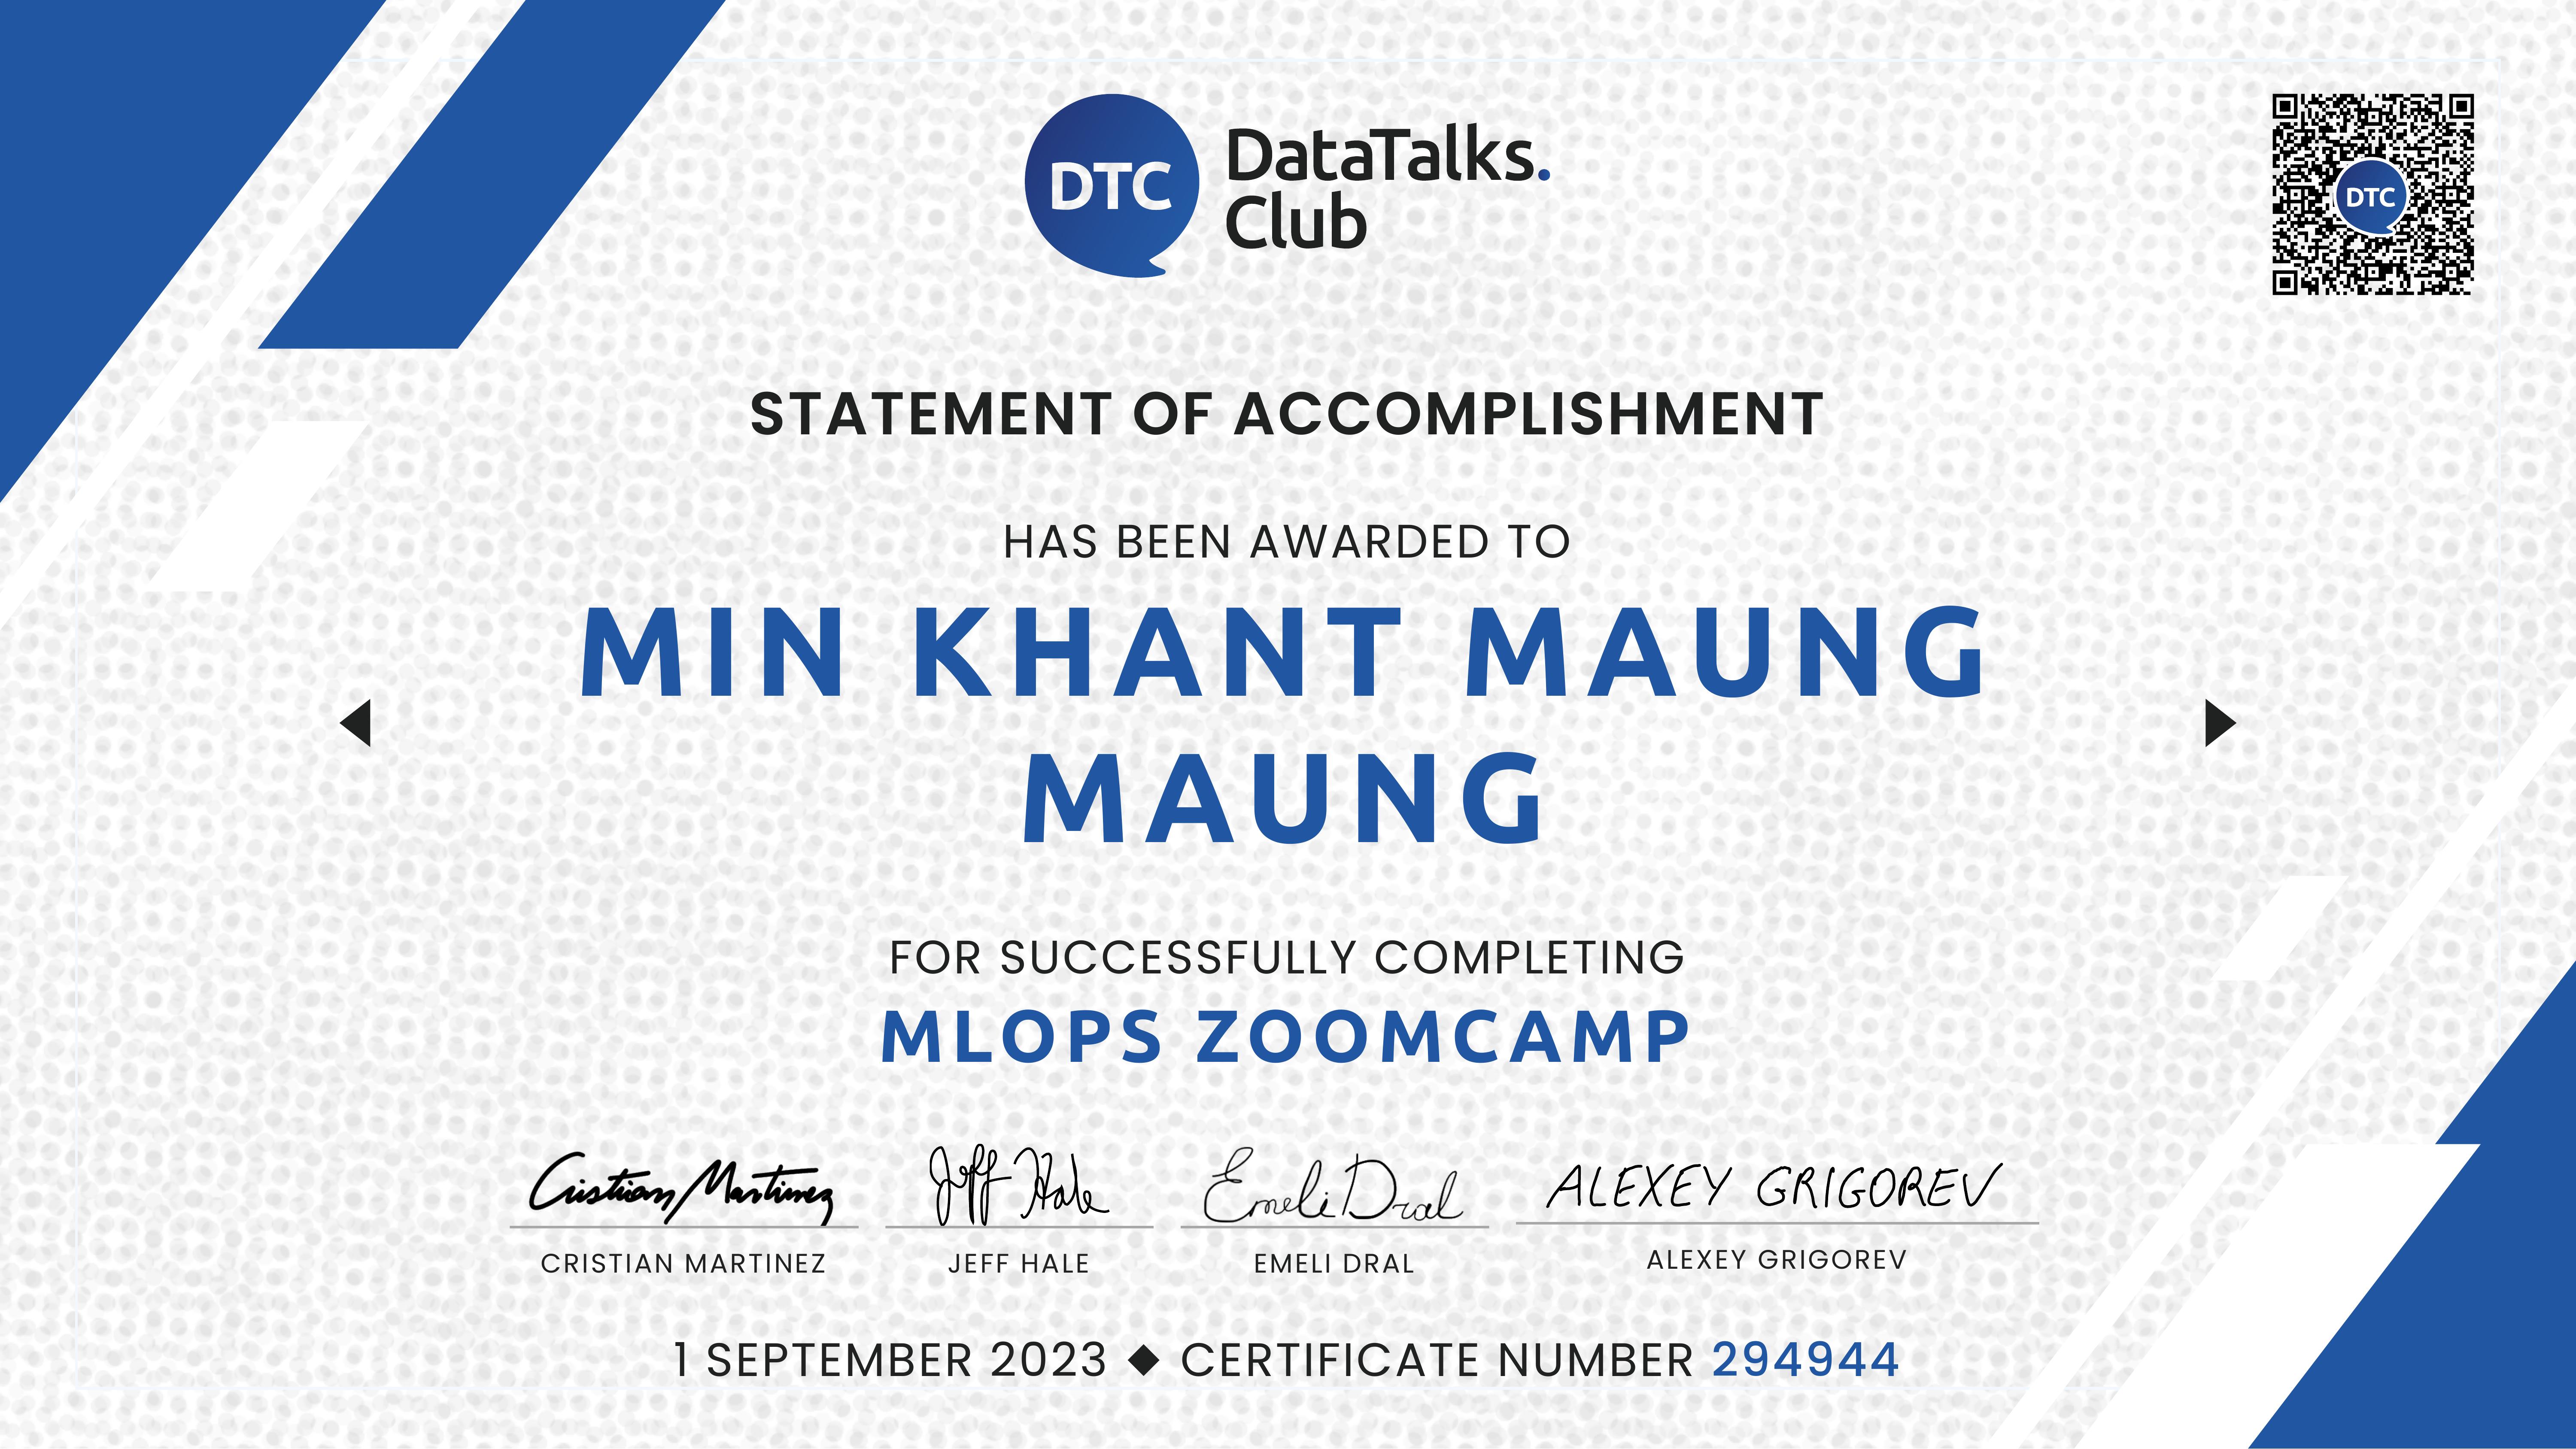 DTC
DataTalks.
Club
DTC
STATEMENT OF ACCOMPLISHMENT
HAS BEEN AWARDED TO
MIN KHANT MAUNG
MAUNG
FOR SUCCESSFULLY COMPLETING
MLOPS ZOOMCAMP
Cristian Martinez Jeff Hale Emeli Dral ALEXEY GRIGOREV
CRISTIAN MARTINEZ JEFF HALE EMELI DRAL ALEXEY GRIGOREV
1 SEPTEMBER 2023 ◆ CERTIFICATE NUMBER 294944